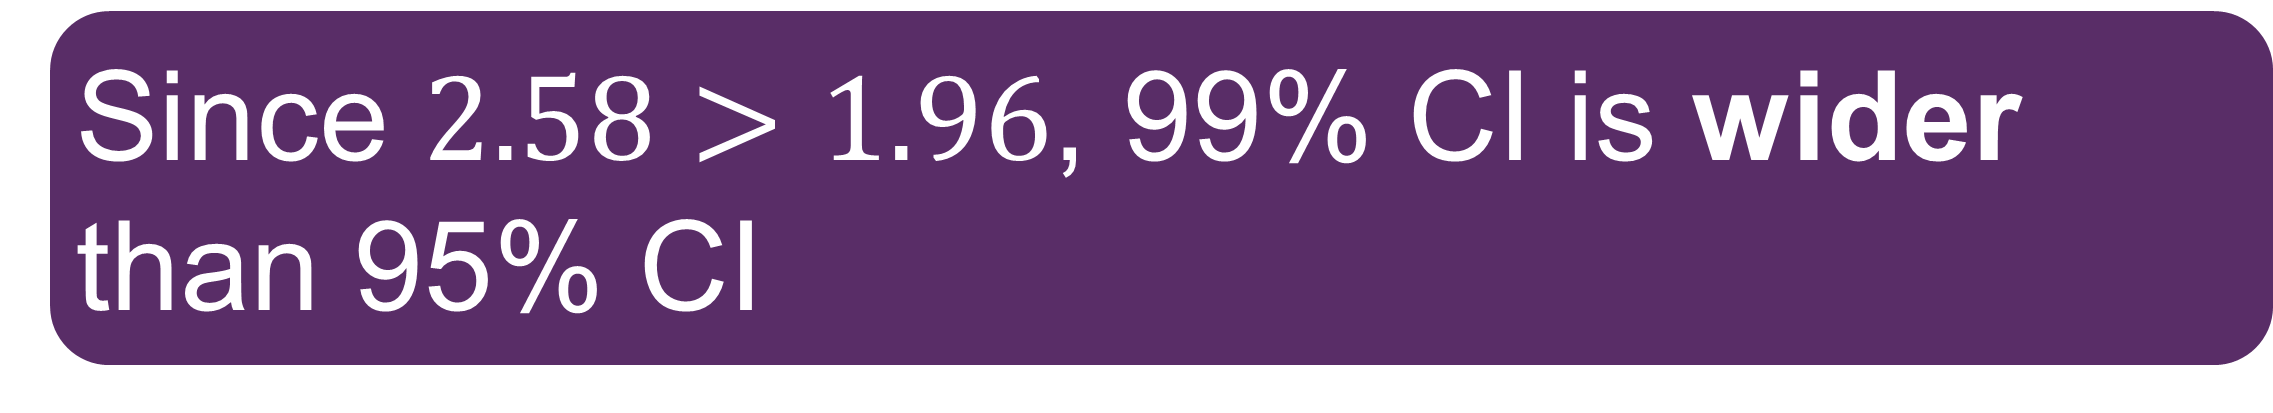 Since 2.58 > 1.96, 99% CI is wider
than 95% CI